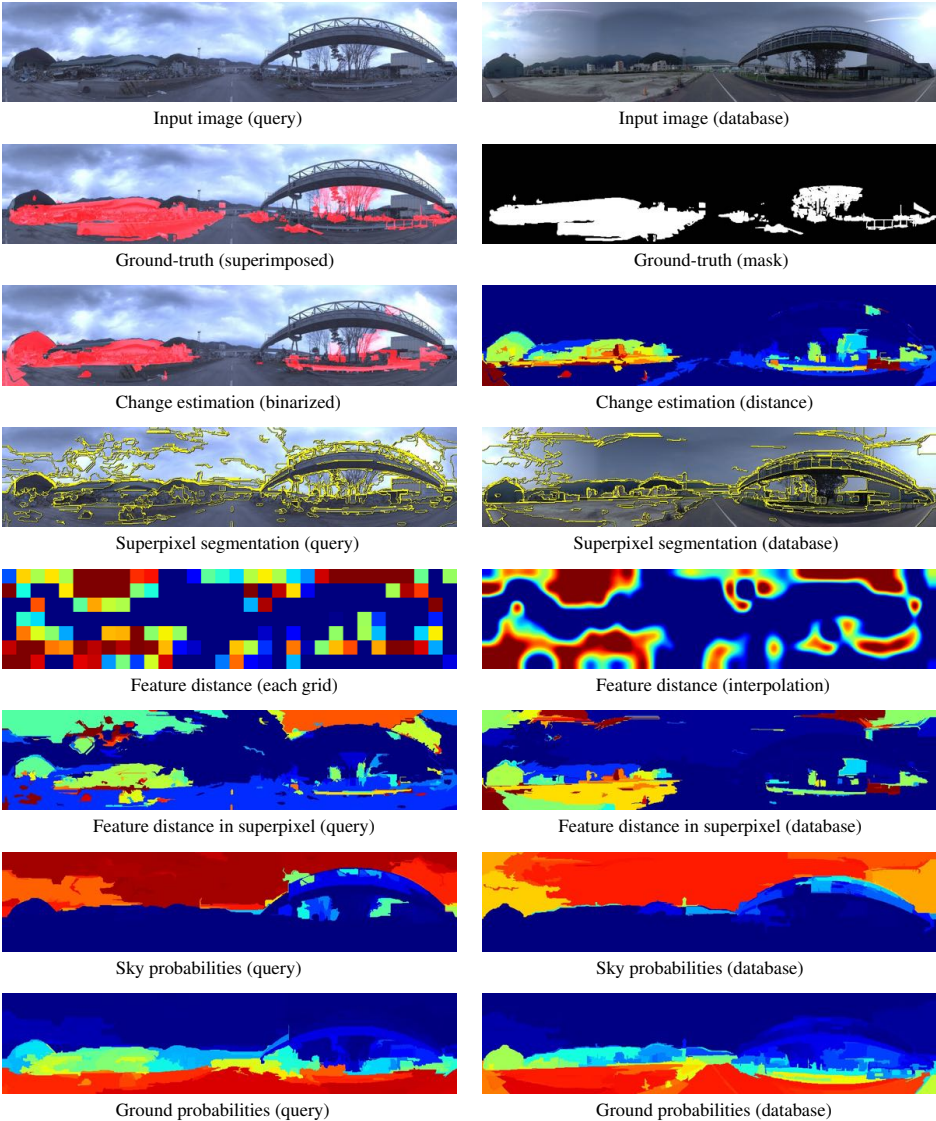 Input image (query)
Input image (database)
Ground-truth (superimposed)
Ground-truth (mask)
Change estimation (binarized)
Change estimation (distance)
Superpixel segmentation (query)
Superpixel segmentation (database)
Feature distance (each grid)
Feature distance (interpolation)
Feature distance in superpixel (query)
Feature distance in superpixel (database)
Sky probabilities (query)
Sky probabilities (database)
Ground probabilities (query)
Ground probabilities (database)